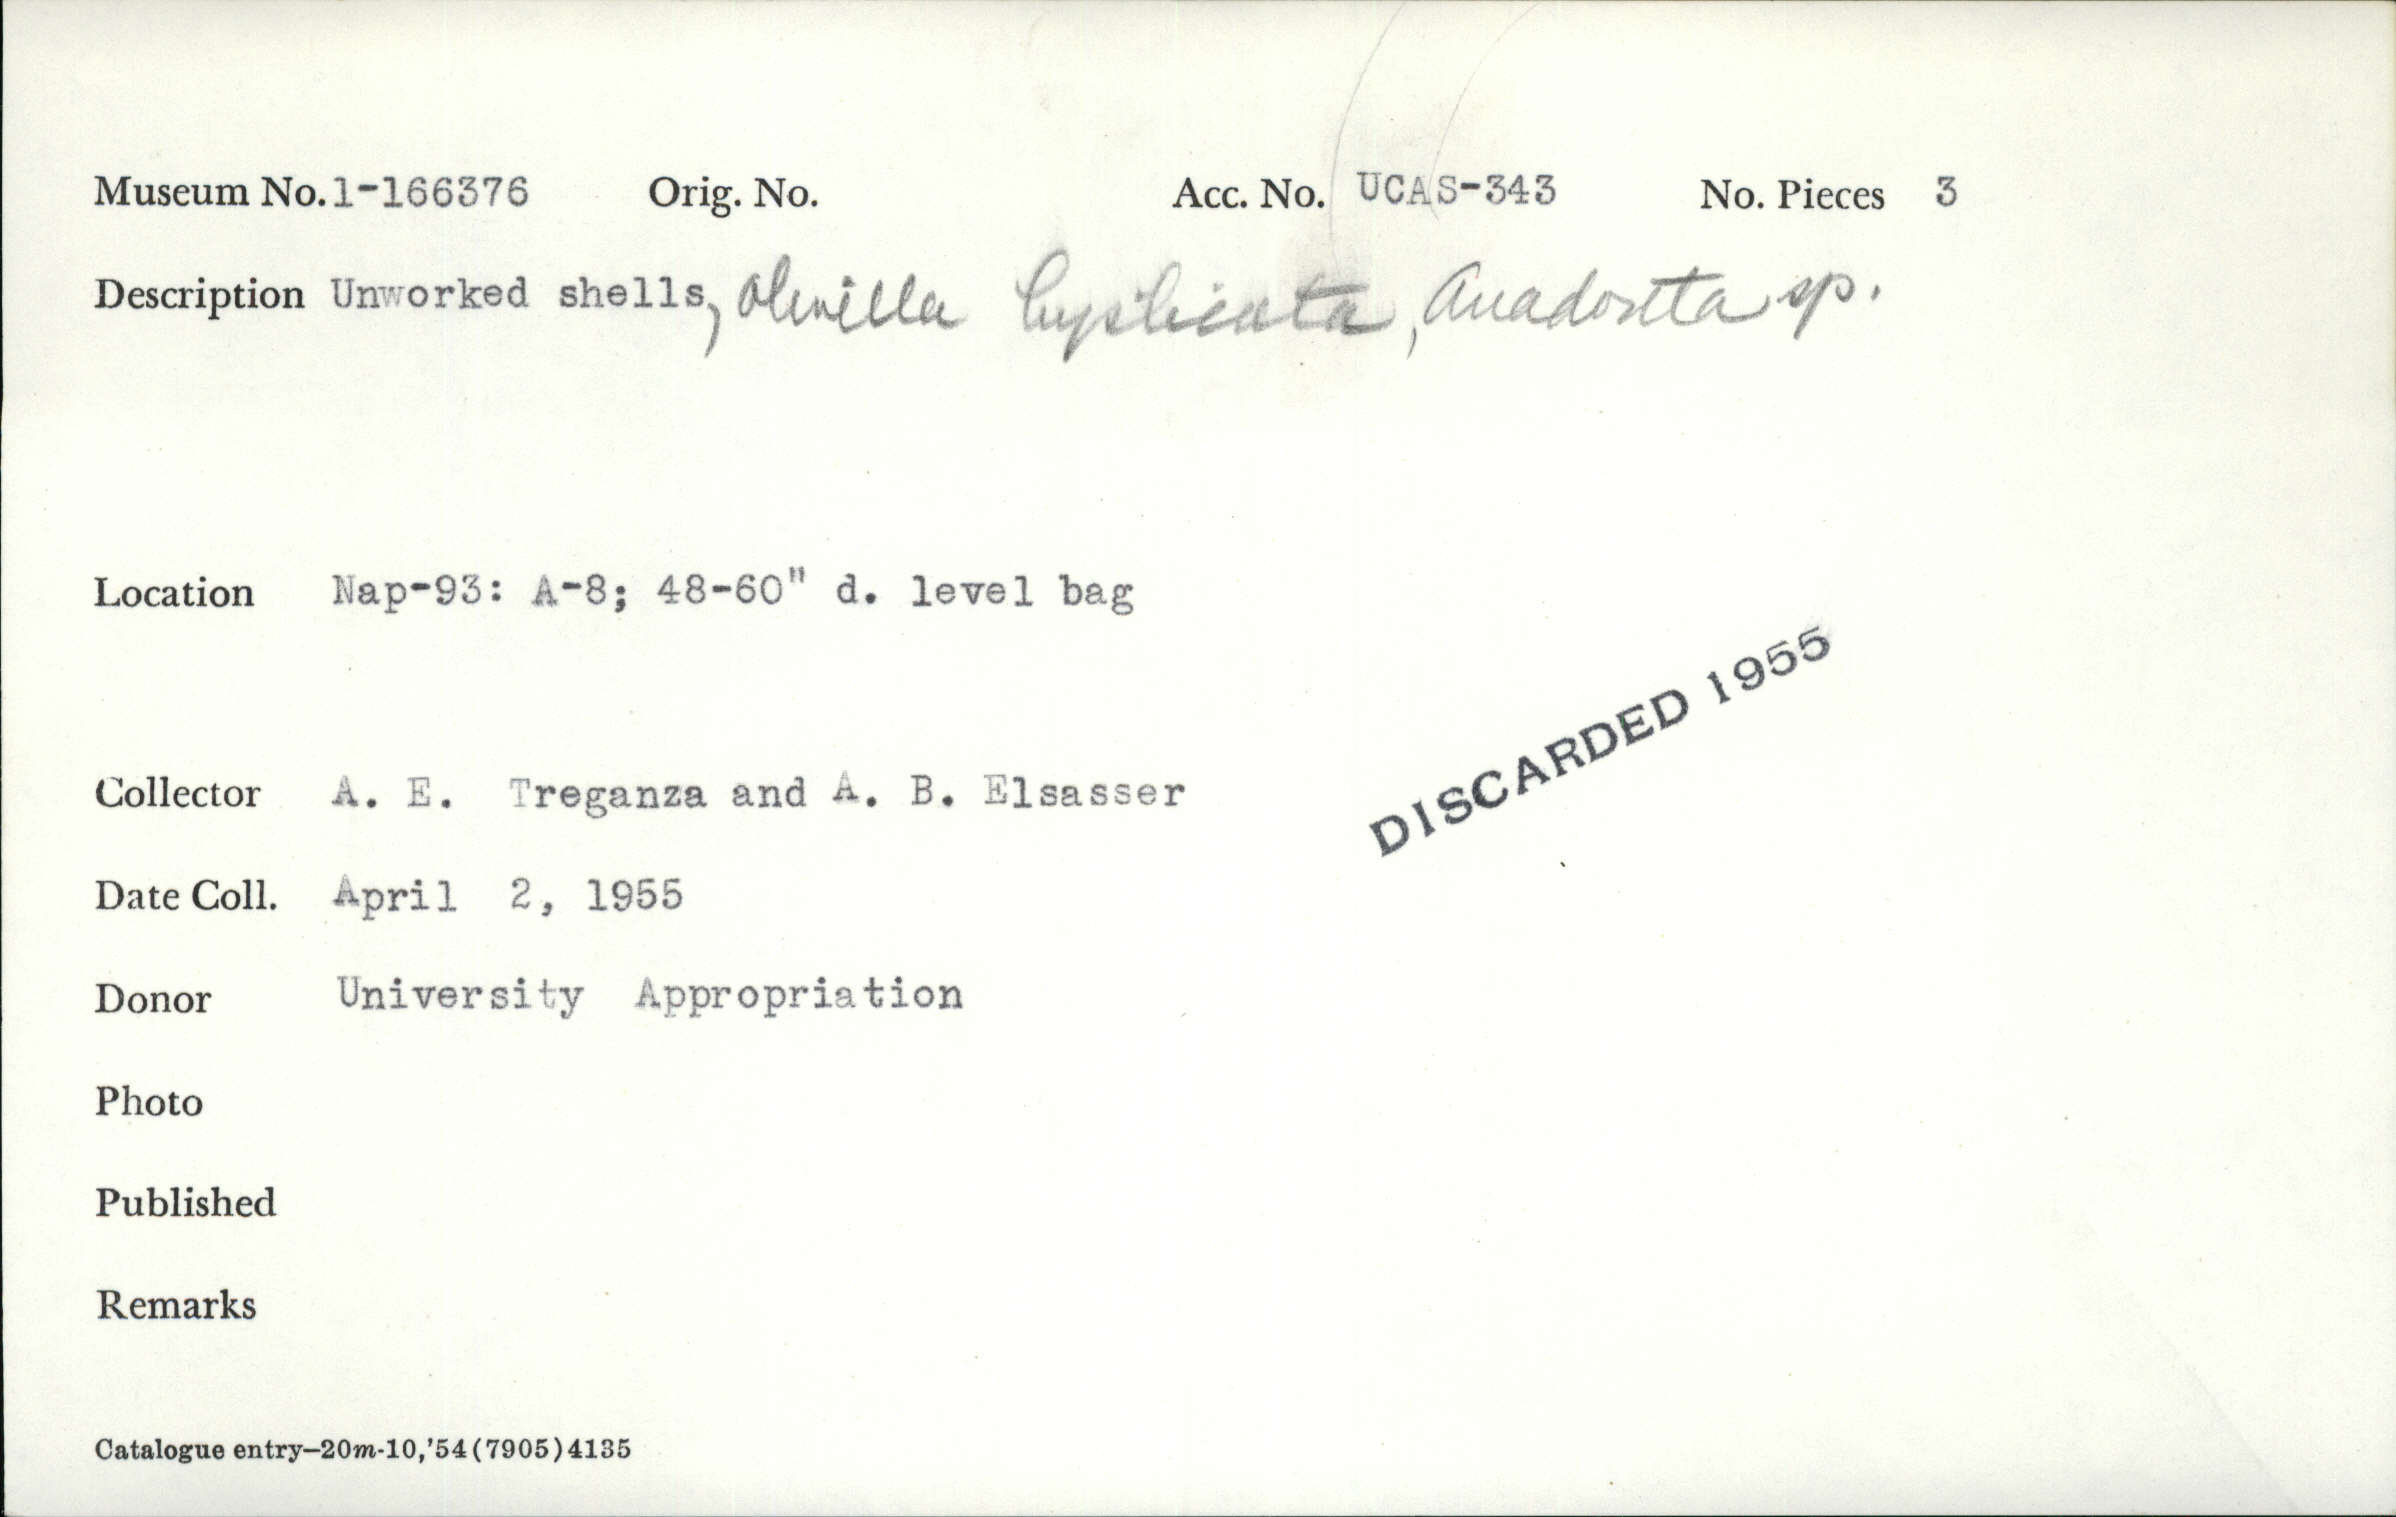 Museum No. 1-166376 Orig. No. Acc. No. UCAS-343 No. Pieces 3
Description Unworked shells, Olivella biplicata, Anadonta sp.
Location Nap-93: A-8; 48-60" d. level bag
DISCARDED 1955
Collector A. E. Treganza and A. B. Elsasser
Date Coll. April 2, 1955
Donor University Appropriation
Photo
Published
Remarks
Catalogue entry—20m-10,'54(7905)4135